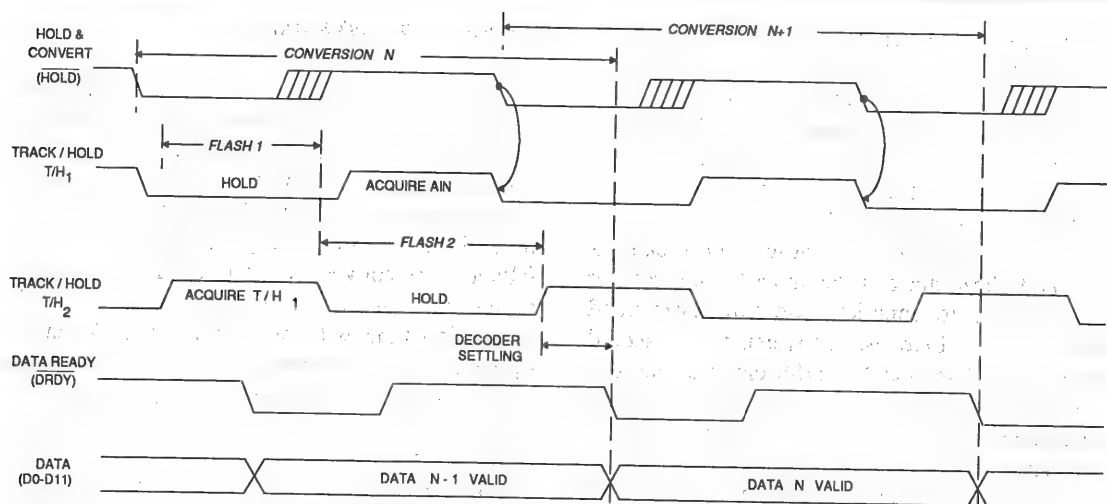 HOLD &
CONVERT
(HOLD)
CONVERSION N
CONVERSION N+1
FLASH 1
TRACK / HOLD
T/H1
HOLD
ACQUIRE AIN
FLASH 2
TRACK / HOLD
T/H2
ACQUIRE T/H1
HOLD
DECODER
SETTLING
DATA READY
(DRDY)
DATA
(D0-D11)
DATA N - 1 VALID
DATA N VALID